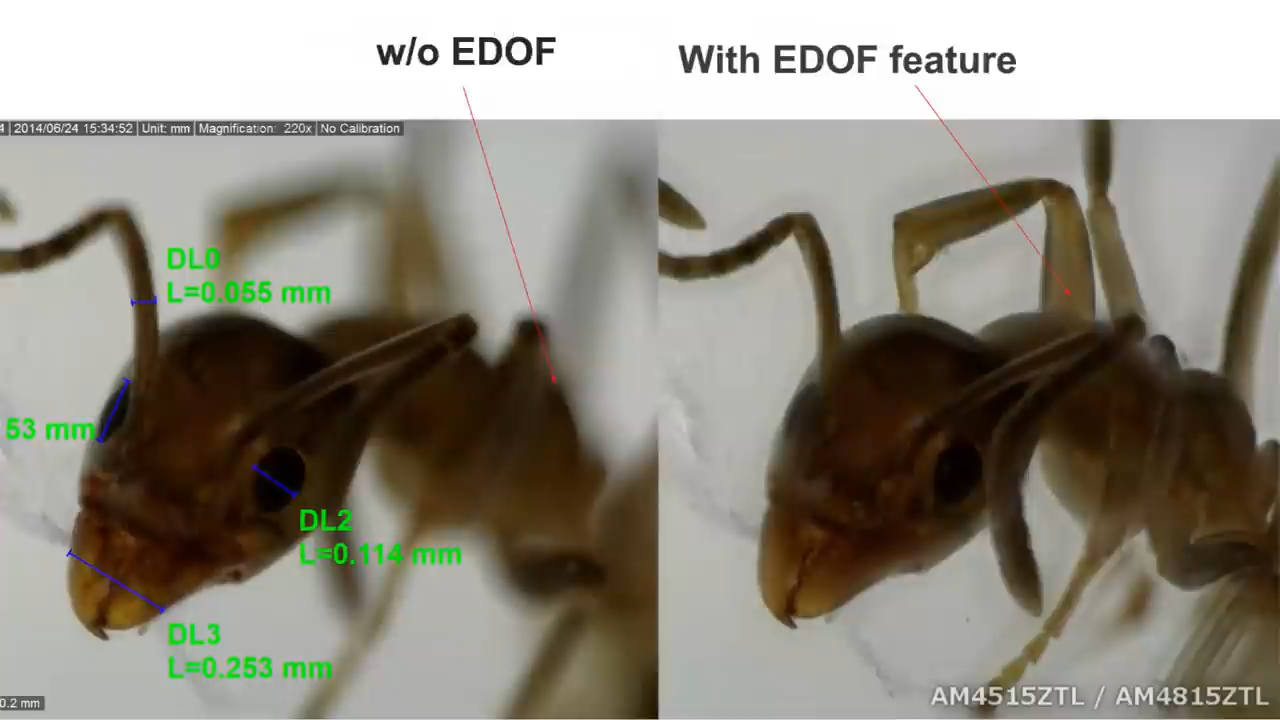 w/o EDOF
With EDOF feature
4 | 2014/06/24 15:34:52 | Unit: mm | Magnification: 220x | No Calibration
DL0
L=0.055 mm
53 mm
DL2
L=0.114 mm
DL3
L=0.253 mm
0.2 mm
AM4515ZTL / AM4815ZTL